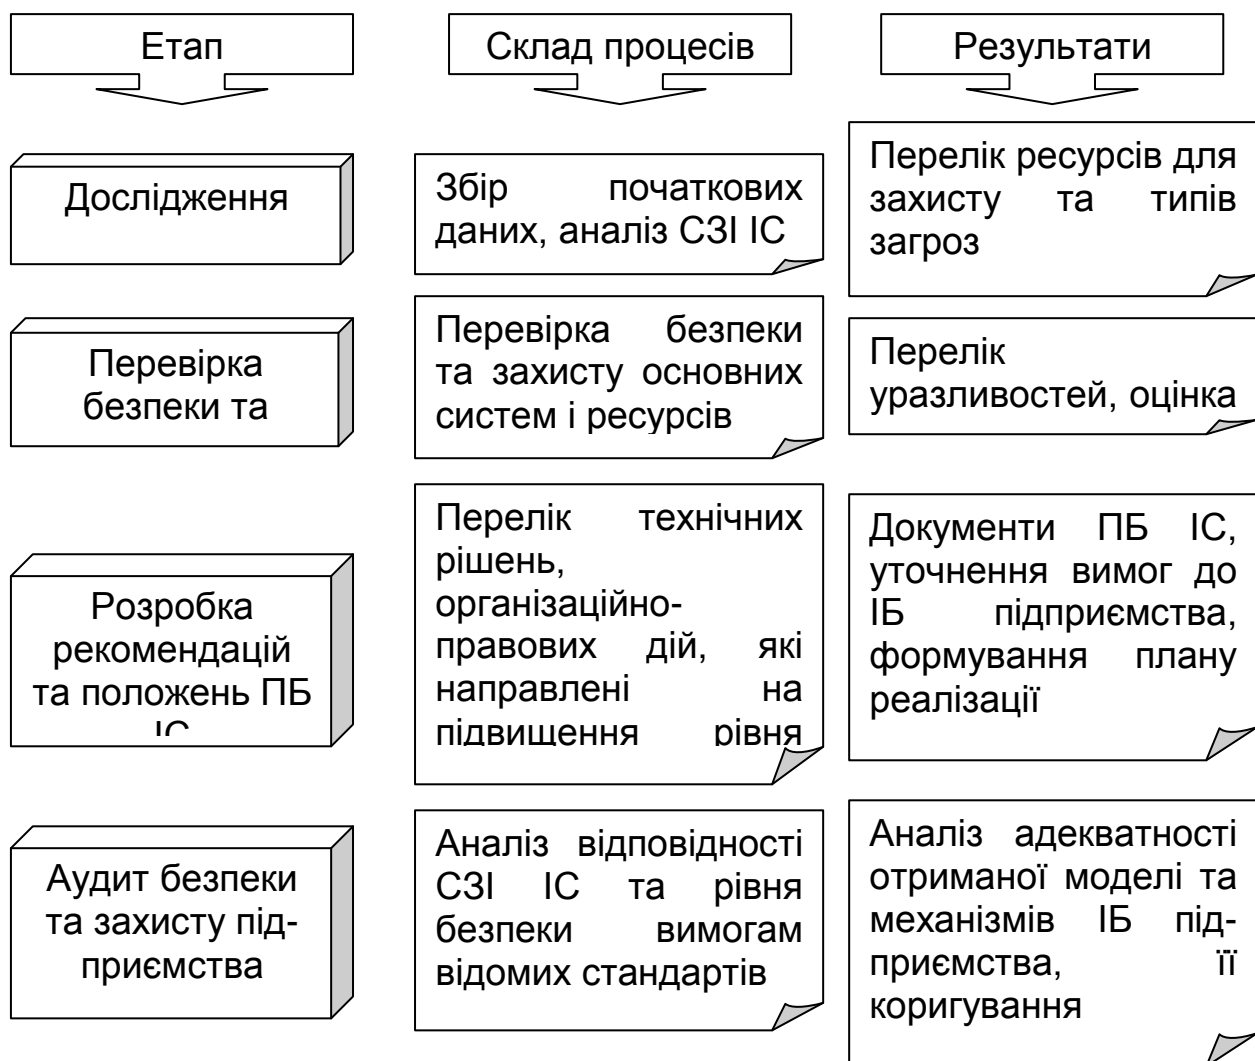 Етап
Склад процесів
Результати
Дослідження
Збір початкових
даних, аналіз СЗІ ІС
Перелік ресурсів для
захисту та типів
загроз
Перевірка
безпеки та
Перевірка безпеки
та захисту основних
систем і ресурсів
Перелік
уразливостей, оцінка
Розробка
рекомендацій
та положень ПБ
ІС
Перелік технічних
рішень,
організаційно-
правових дій, які
направлені на
підвищення рівня
Документи ПБ ІС,
уточнення вимог до
ІБ підприємства,
формування плану
реалізації
Аудит безпеки
та захисту під-
приємства
Аналіз відповідності
СЗІ ІС та рівня
безпеки вимогам
відомих стандартів
Аналіз адекватності
отриманої моделі та
механізмів ІБ під-
приємства, її
коригування